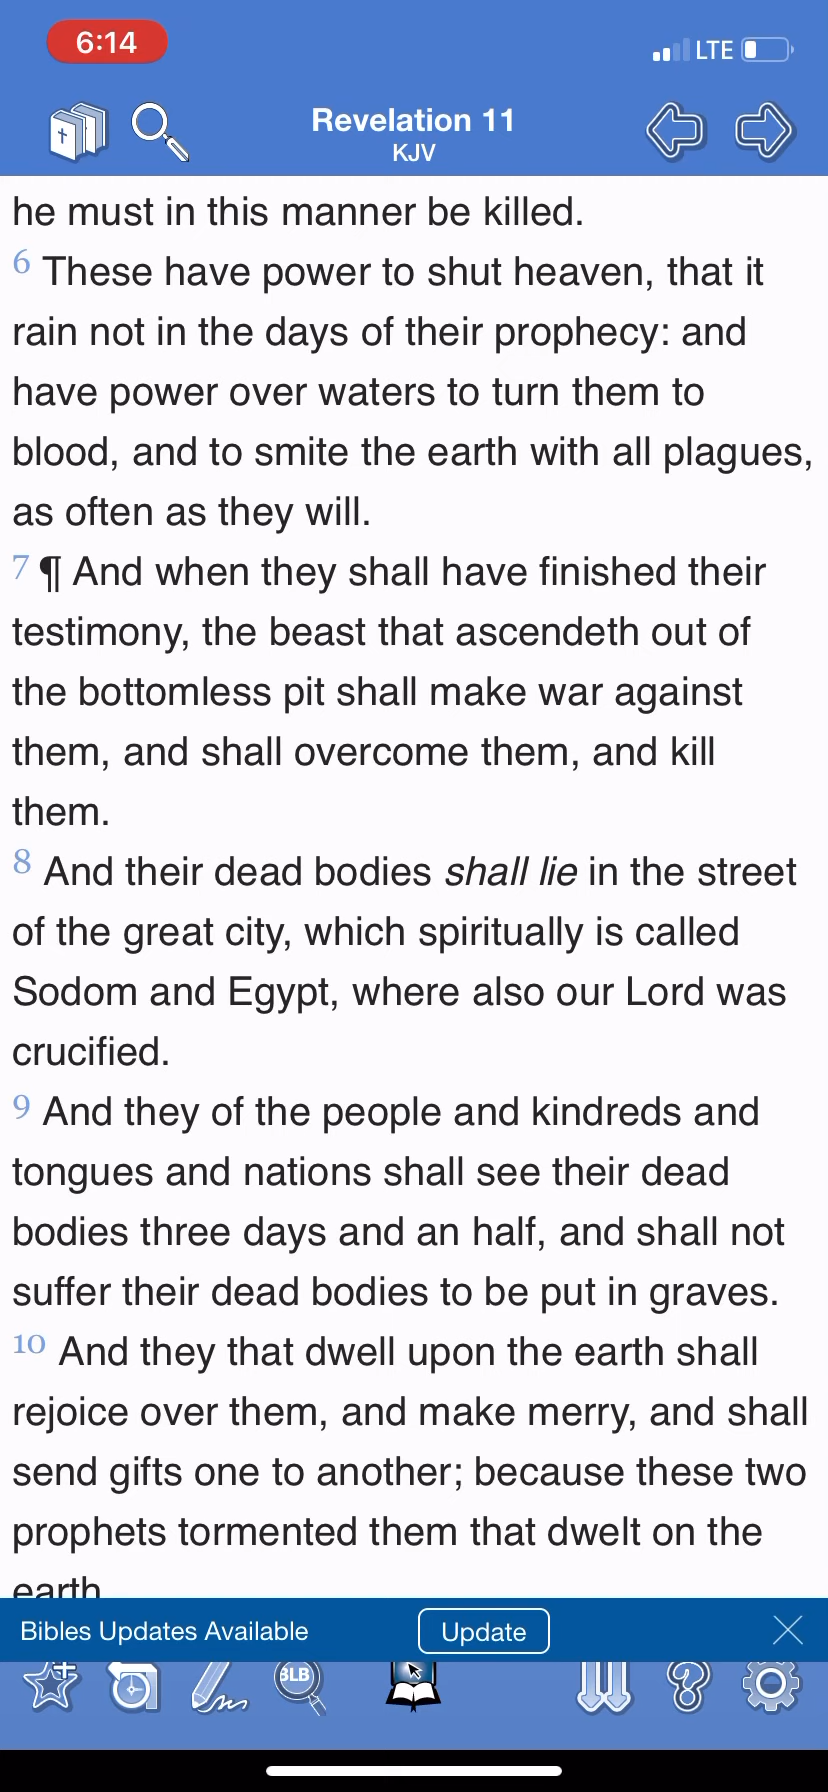 6:14
LTE
Revelation 11
KJV
he must in this manner be killed.
6 These have power to shut heaven, that it
rain not in the days of their prophecy: and
have power over waters to turn them to
blood, and to smite the earth with all plagues,
as often as they will.
7 ¶ And when they shall have finished their
testimony, the beast that ascendeth out of
the bottomless pit shall make war against
them, and shall overcome them, and kill
them.
8 And their dead bodies shall lie in the street
of the great city, which spiritually is called
Sodom and Egypt, where also our Lord was
crucified.
9 And they of the people and kindreds and
tongues and nations shall see their dead
bodies three days and an half, and shall not
suffer their dead bodies to be put in graves.
10 And they that dwell upon the earth shall
rejoice over them, and make merry, and shall
send gifts one to another; because these two
prophets tormented them that dwelt on the
earth
Bibles Updates Available
Update
BLB